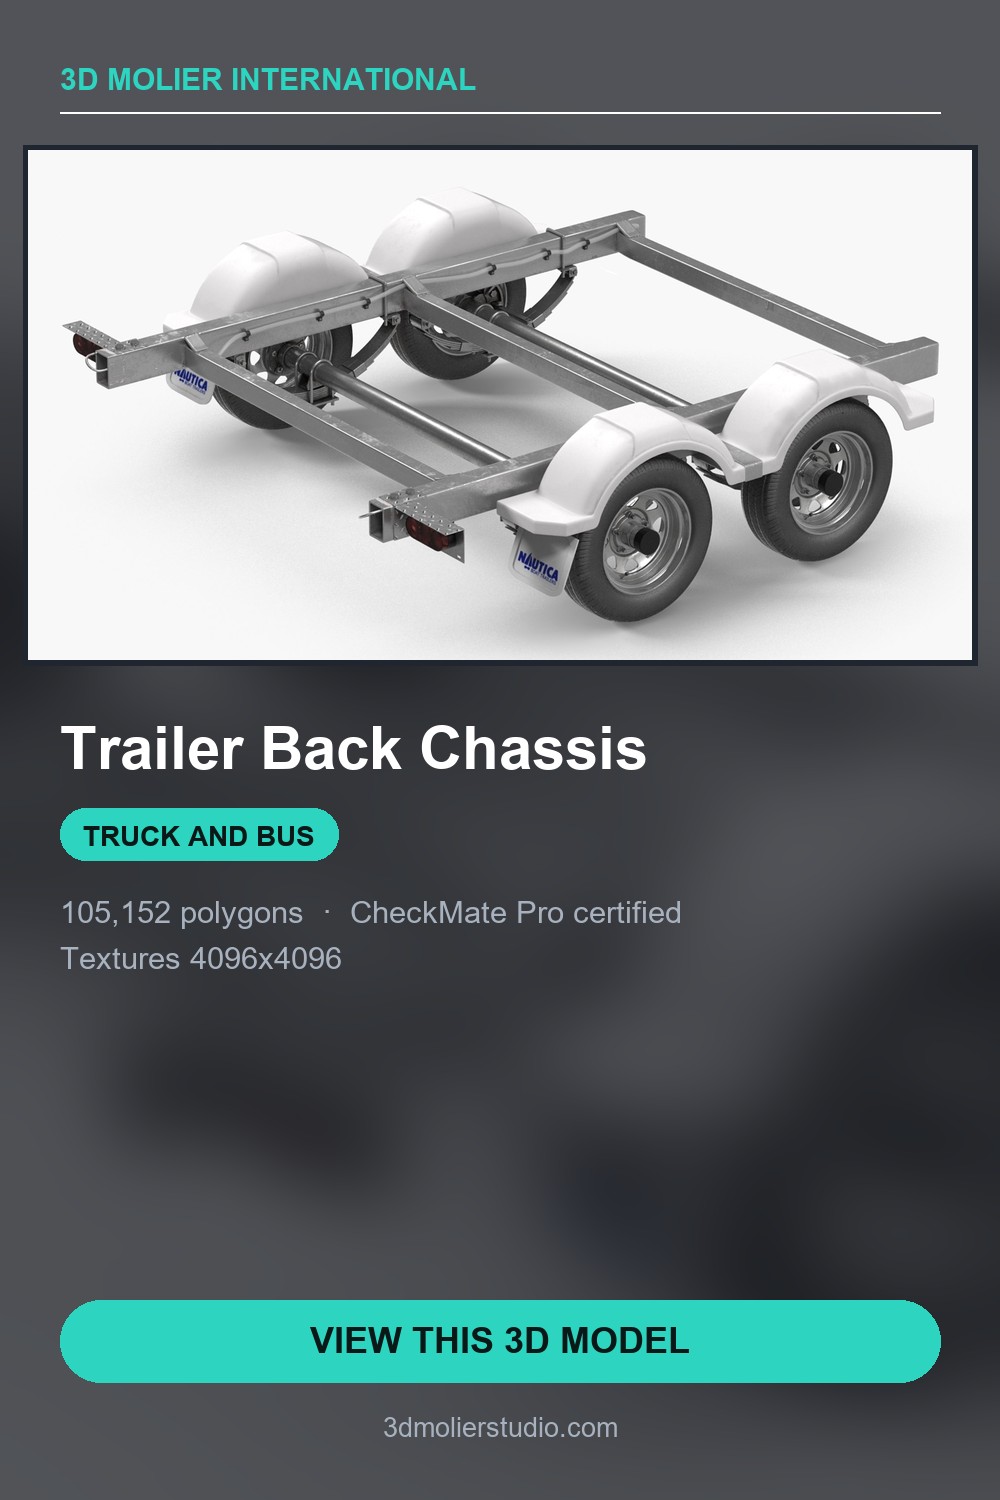 3D MOLIER INTERNATIONAL
NAUTICA
NAUTICA
Trailer Back Chassis
TRUCK AND BUS
105,152 polygons · CheckMate Pro certified
Textures 4096x4096
VIEW THIS 3D MODEL
3dmolierstudio.com